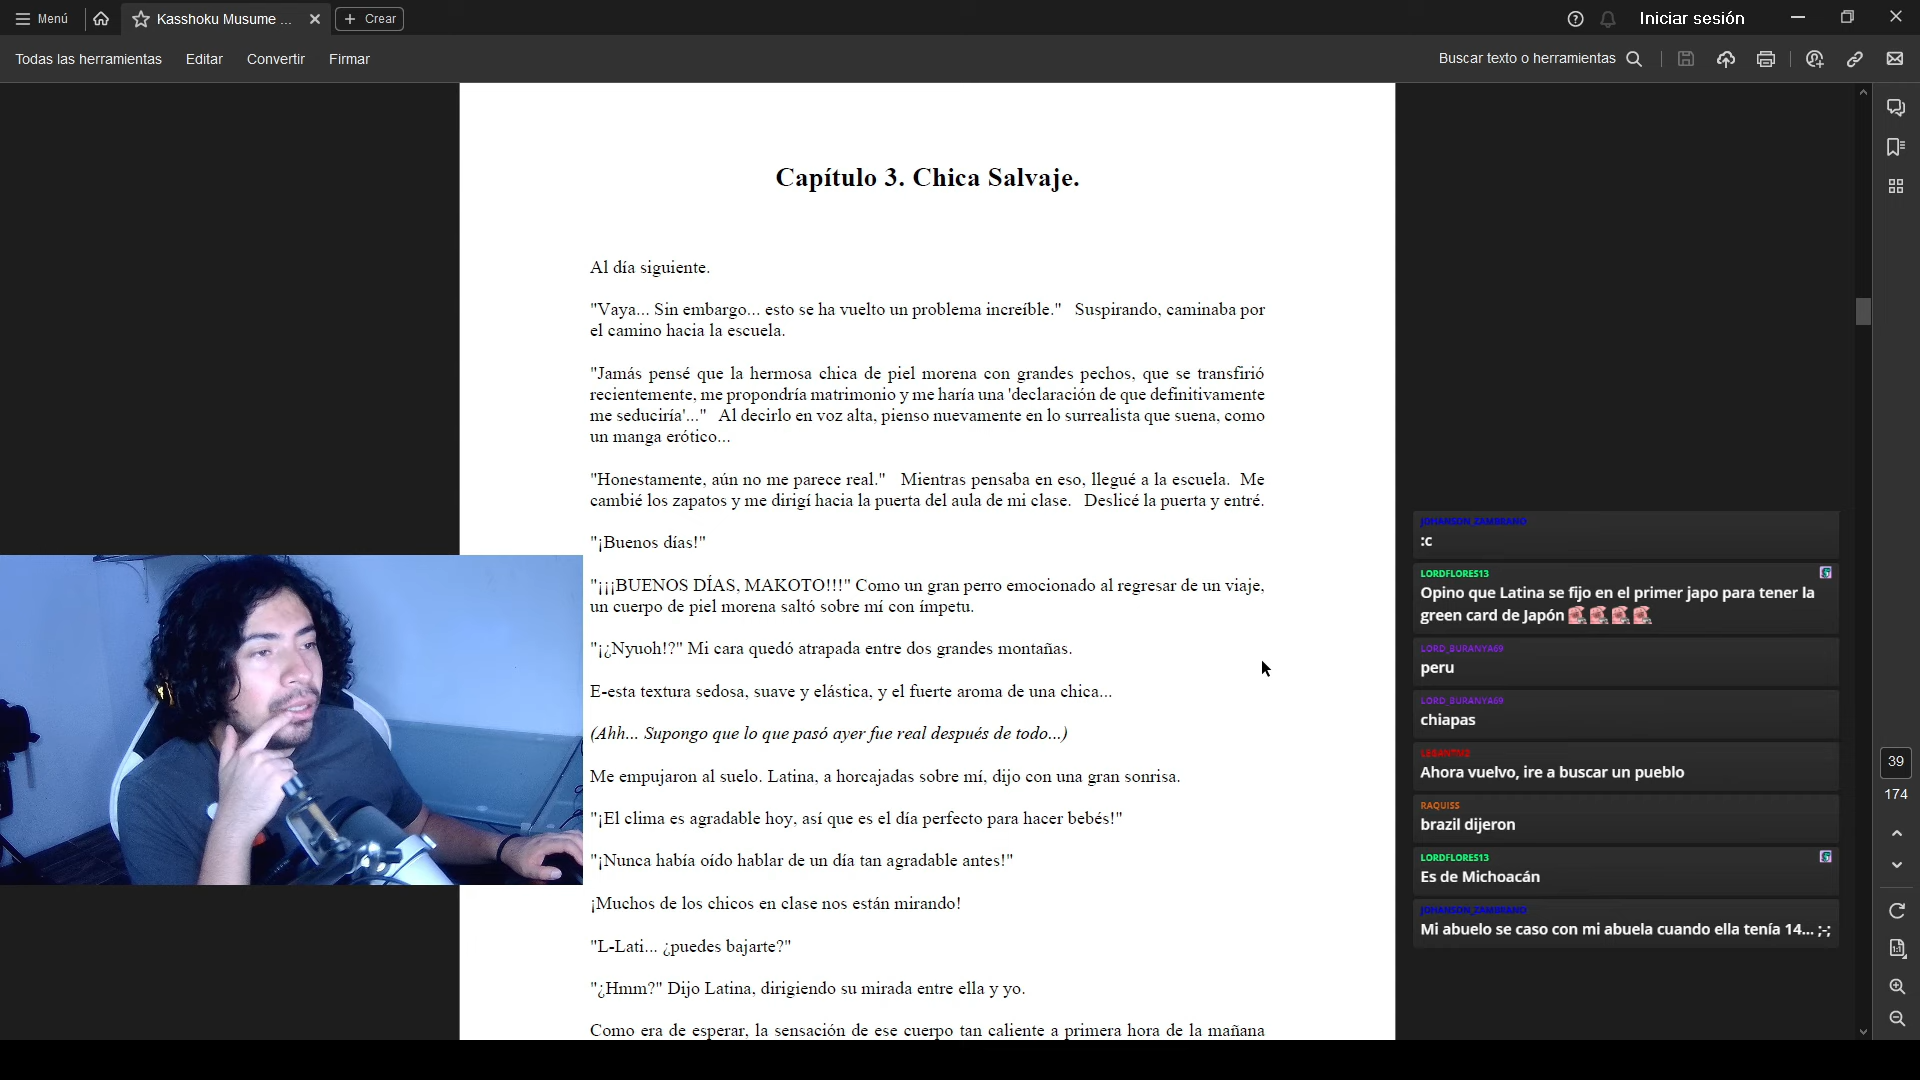 Menú
Kasshoku Musume ...
Crear
Iniciar sesión
Todas las herramientas
Editar
Convertir
Firmar
Buscar texto o herramientas
Capítulo 3. Chica Salvaje.
Al día siguiente.
"Vaya... Sin embargo... esto se ha vuelto un problema increíble." Suspirando, caminaba por
el camino hacia la escuela.
"Jamás pensé que la hermosa chica de piel morena con grandes pechos, que se transfirió
recientemente, me propondría matrimonio y me haría una 'declaración de que definitivamente
me seduciría'..." Al decirlo en voz alta, pienso nuevamente en lo surrealista que suena, como
un manga erótico...
"Honestamente, aún no me parece real." Mientras pensaba en eso, llegué a la escuela. Me
cambié los zapatos y me dirigí hacia la puerta del aula de mi clase. Deslicé la puerta y entré.
"¡Buenos días!"
"¡¡¡BUENOS DÍAS, MAKOTO!!!" Como un gran perro emocionado al regresar de un viaje,
un cuerpo de piel morena saltó sobre mí con ímpetu.
"¡¿Nyuoh!?" Mi cara quedó atrapada entre dos grandes montañas.
E-esta textura sedosa, suave y elástica, y el fuerte aroma de una chica...
(Ahh... Supongo que lo que pasó ayer fue real después de todo...)
Me empujaron al suelo. Latina, a horcajadas sobre mí, dijo con una gran sonrisa.
"¡El clima es agradable hoy, así que es el día perfecto para hacer bebés!"
"¡Nunca había oído hablar de un día tan agradable antes!"
¡Muchos de los chicos en clase nos están mirando!
"L-Lati... ¿puedes bajarte?"
"¿Hmm?" Dijo Latina, dirigiendo su mirada entre ella y yo.
Como era de esperar, la sensación de ese cuerpo tan caliente a primera hora de la mañana
JOHANSON_ZAMBRANO
:c
LORDFLORES13
Opino que Latina se fijo en el primer japo para tener la
green card de Japón
LORD_BURANYA69
peru
LORD_BURANYA69
chiapas
Ahora vuelvo, ire a buscar un pueblo
RAQUISS
brazil dijeron
LORDFLORES13
Es de Michoacán
JOHANSON_ZAMBRANO
Mi abuelo se caso con mi abuela cuando ella tenía 14... ;-;
39
174